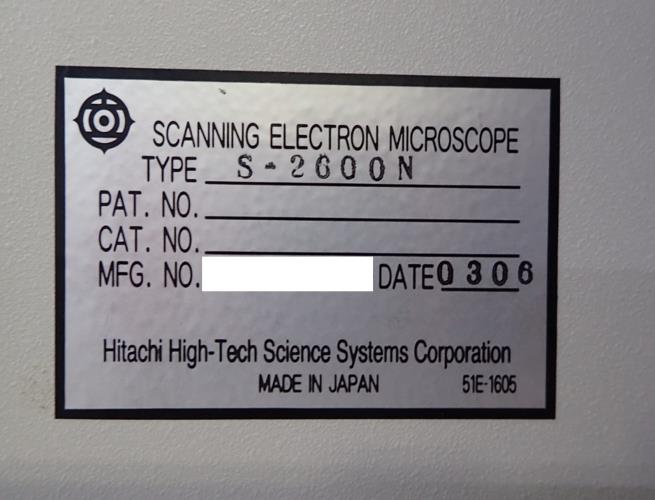 SCANNING ELECTRON MICROSCOPE
TYPE S-2600N
PAT. NO.
CAT. NO.
MFG. NO. DATE 0306
Hitachi High-Tech Science Systems Corporation
MADE IN JAPAN 51E-1605